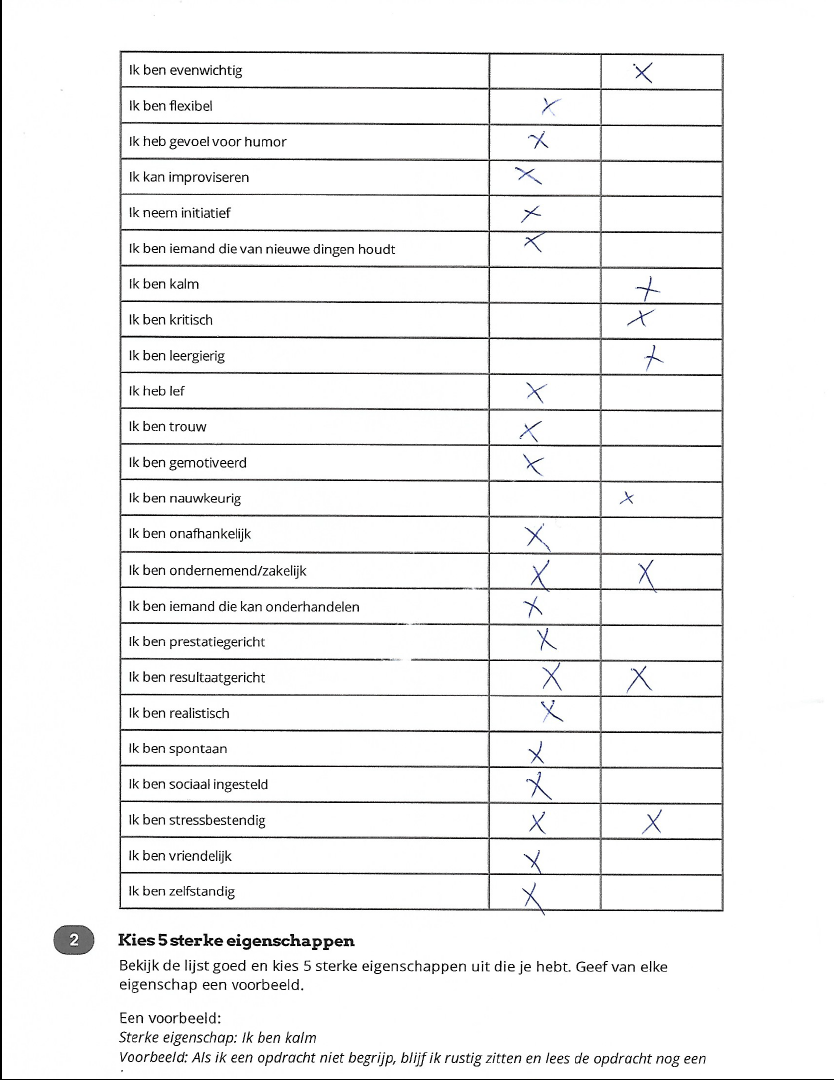 Ik ben evenwichtig X
Ik ben flexibel X
Ik heb gevoel voor humor X
Ik kan improviseren X
Ik neem initiatief X
Ik ben iemand die van nieuwe dingen houdt X
Ik ben kalm X
Ik ben kritisch X
Ik ben leergierig X
Ik heb lef X
Ik ben trouw X
Ik ben gemotiveerd X
Ik ben nauwkeurig X
Ik ben onafhankelijk X
Ik ben ondernemend/zakelijk X X
Ik ben iemand die kan onderhandelen X
Ik ben prestatiegericht X
Ik ben resultaatgericht X X
Ik ben realistisch X
Ik ben spontaan X
Ik ben sociaal ingesteld X
Ik ben stressbestendig X X
Ik ben vriendelijk X
Ik ben zelfstandig X
2 Kies 5 sterke eigenschappen
Bekijk de lijst goed en kies 5 sterke eigenschappen uit die je hebt. Geef van elke
eigenschap een voorbeeld.
Een voorbeeld:
Sterke eigenschap: Ik ben kalm
Voorbeeld: Als ik een opdracht niet begrijp, blijf ik rustig zitten en lees de opdracht nog een